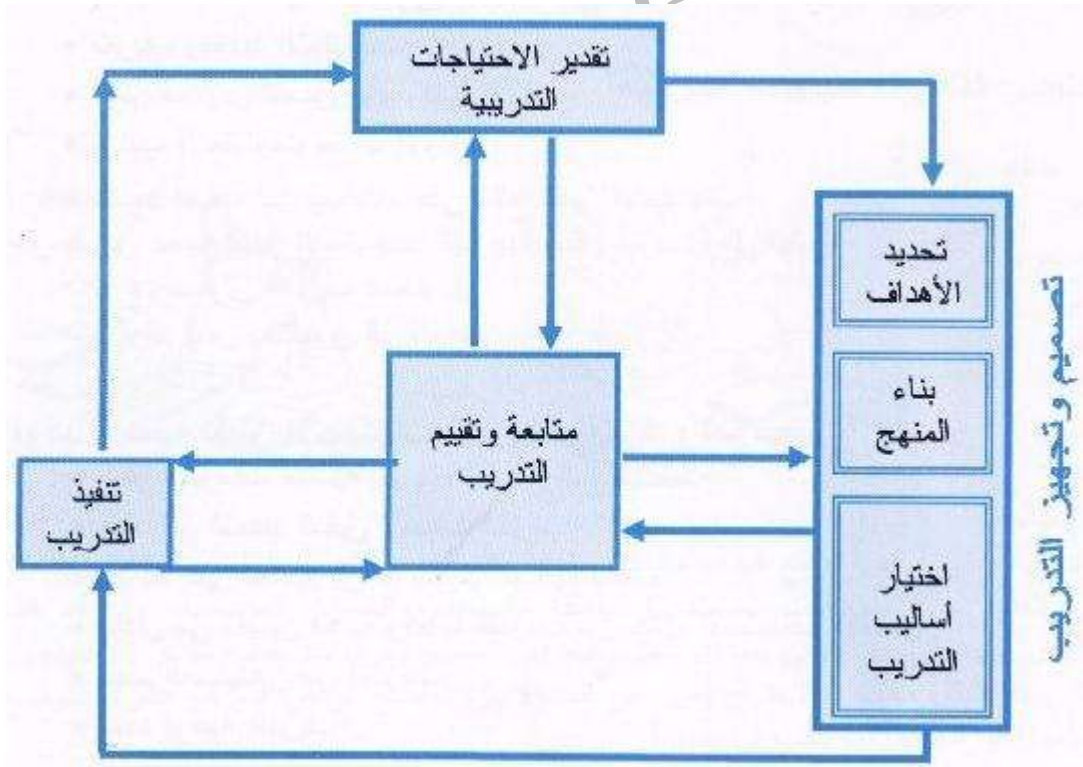 تقدير الاحتياجات
التدريبية
تحديد
الأهداف
بناء
المنهج
اختيار
أساليب
التدريب
تصميم وتجهيز التدريب
متابعة وتقييم
التدريب
تنفيذ
التدريب